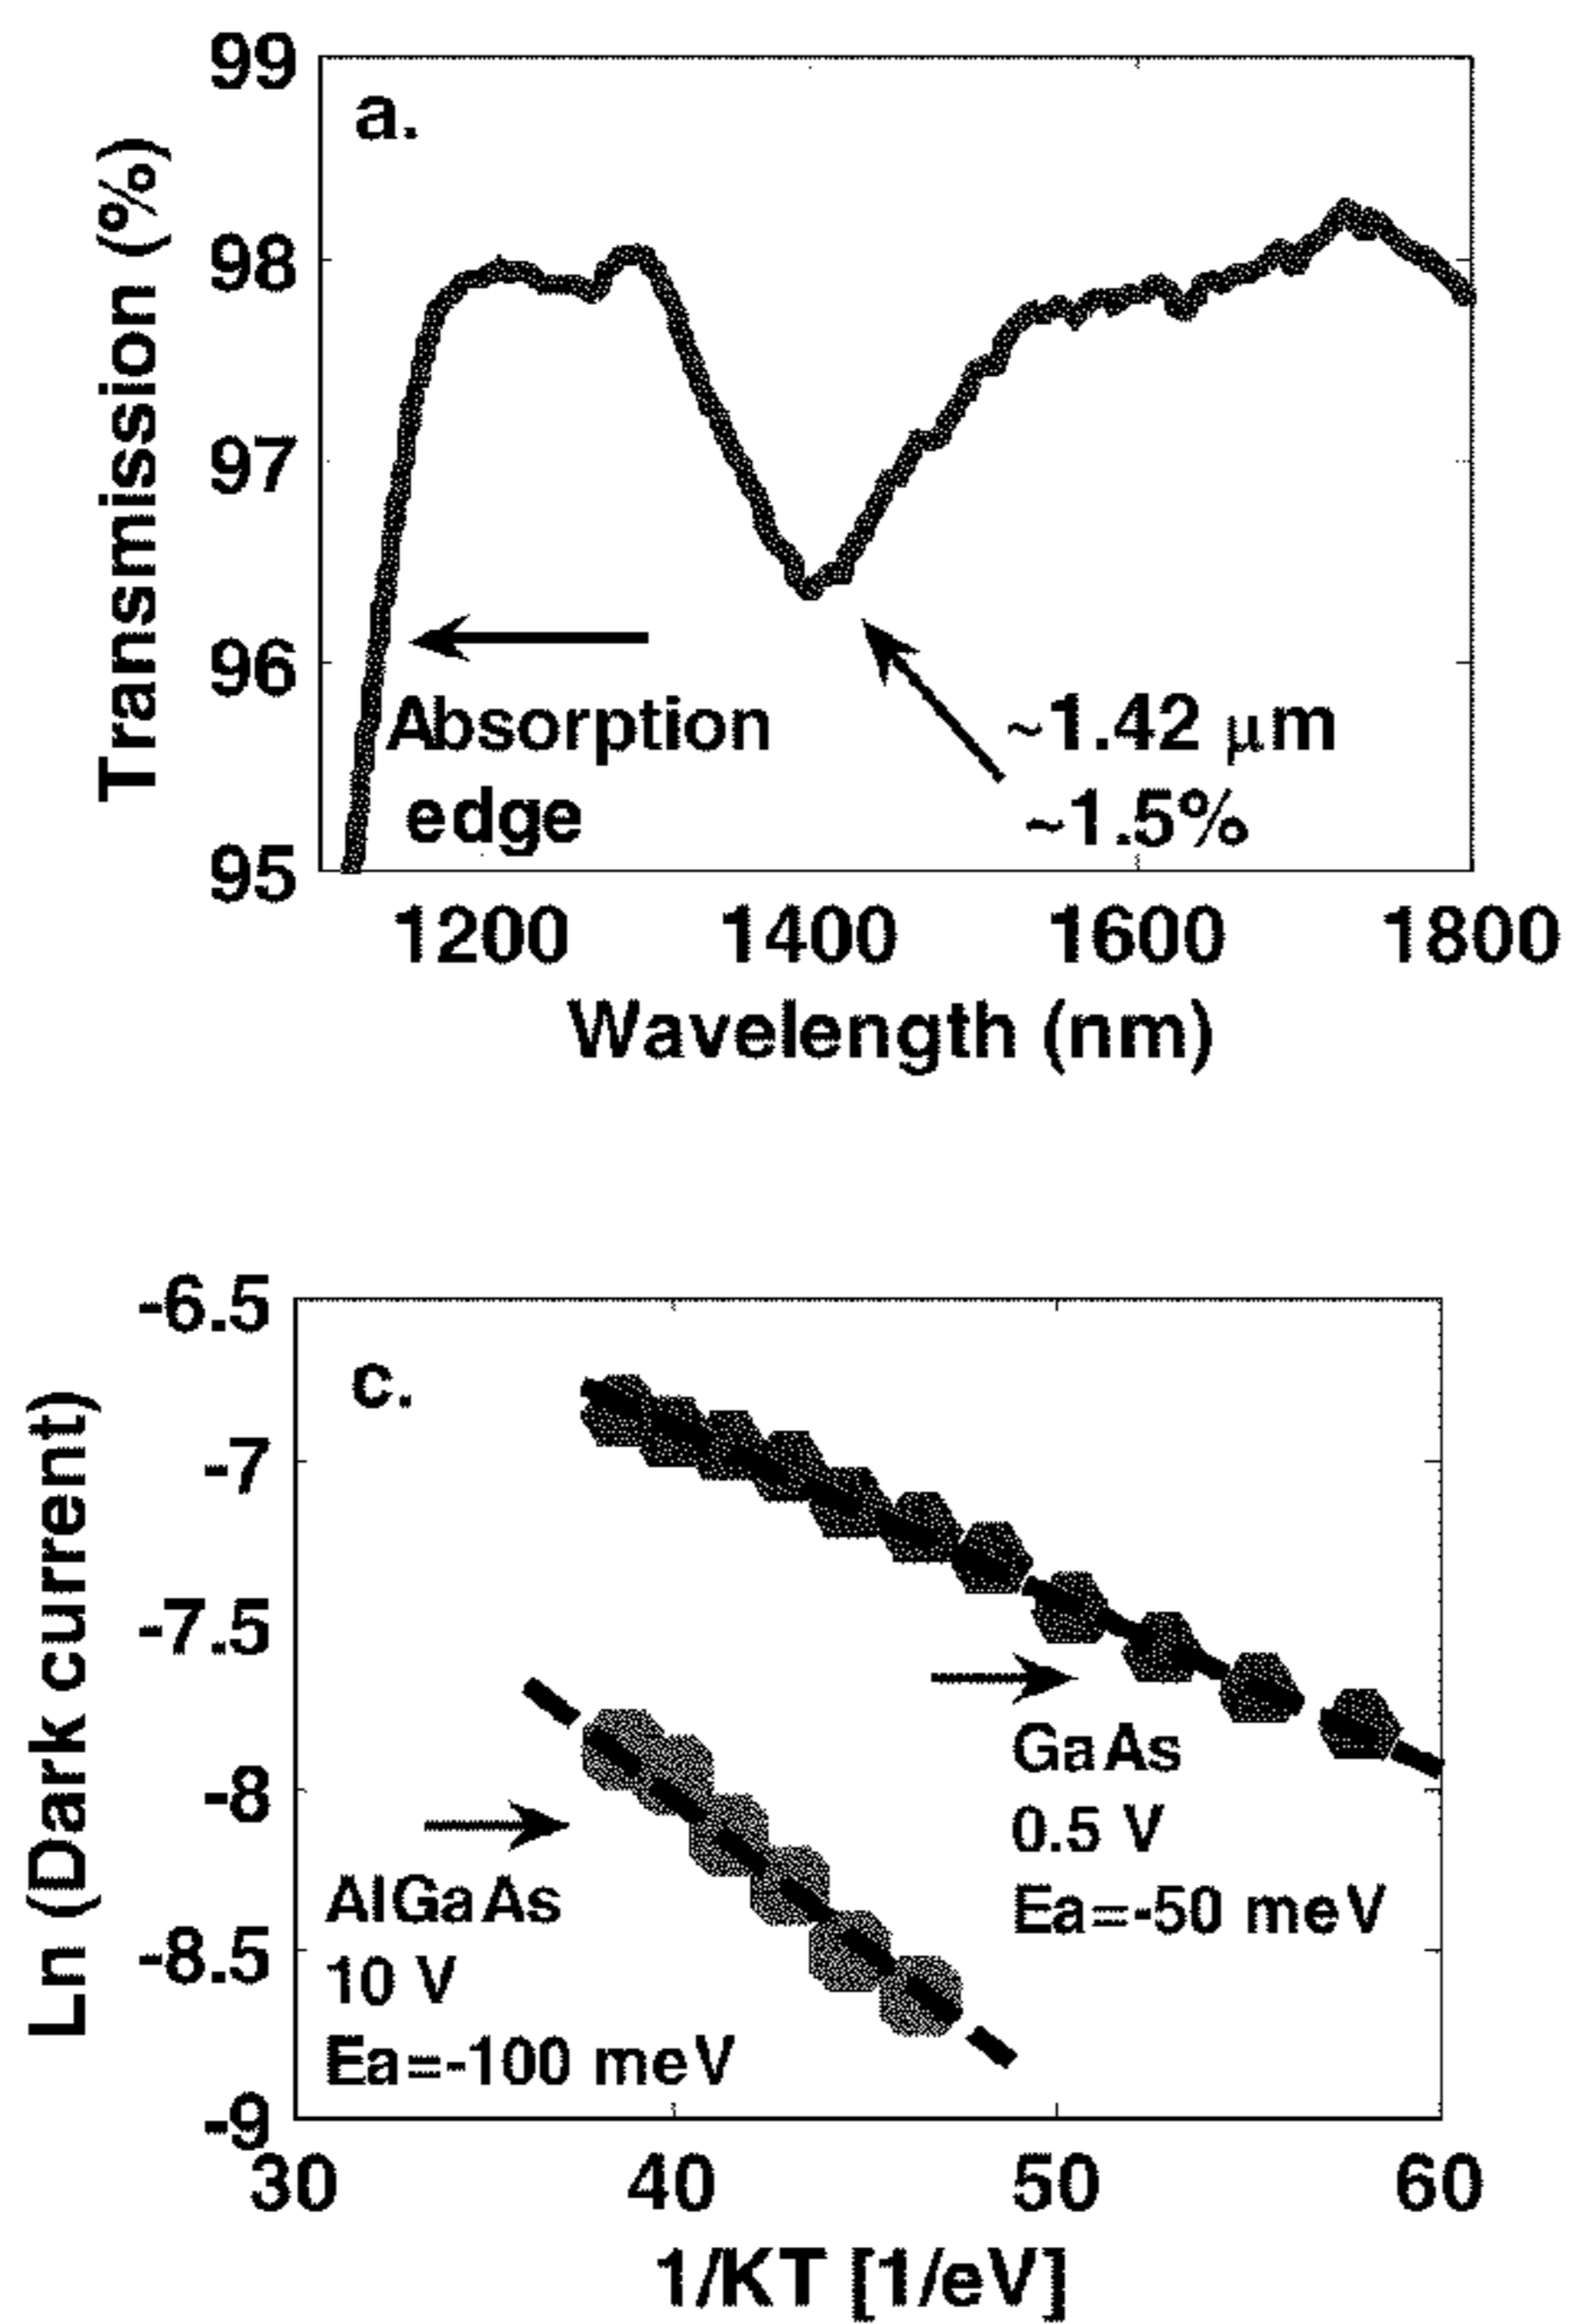 99
98
97
96
95
Transmission (%)
a.
Absorption
edge
~1.42 μm
~1.5%
1200 1400 1600 1800
Wavelength (nm)
-6.5
-7
-7.5
-8
-8.5
-9
Ln (Dark current)
c.
GaAs
0.5 V
Ea=-50 meV
AlGaAs
10 V
Ea=-100 meV
30 40 50 60
1/KT [1/eV]